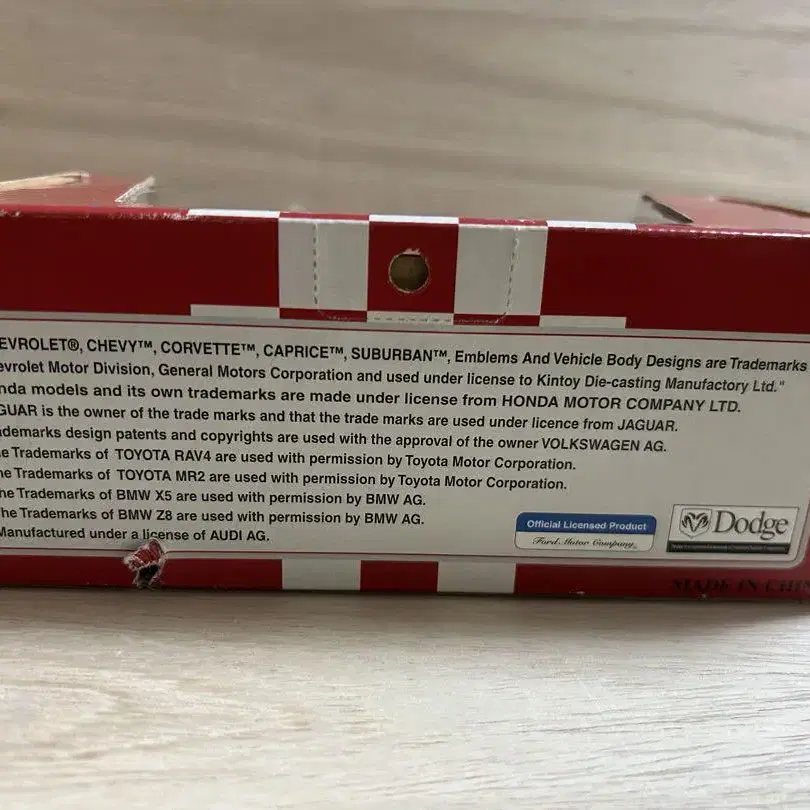 EVROLET®, CHEVY™, CORVETTE™, CAPRICE™, SUBURBAN™, Emblems And Vehicle Body Designs are Trademarks
evrolet Motor Division, General Motors Corporation and used under license to Kintoy Die-casting Manufactory Ltd."
nda models and its own trademarks are made under license from HONDA MOTOR COMPANY LTD.
GUAR is the owner of the trade marks and that the trade marks are used under licence from JAGUAR.
ademarks design patents and copyrights are used with the approval of the owner VOLKSWAGEN AG.
e Trademarks of TOYOTA RAV4 are used with permission by Toyota Motor Corporation.
he Trademarks of TOYOTA MR2 are used with permission by Toyota Motor Corporation.
he Trademarks of BMW X5 are used with permission by BMW AG.
The Trademarks of BMW Z8 are used with permission by BMW AG.
Manufactured under a license of AUDI AG.
Official Licensed Product
Ford Motor Company
Dodge
MADE IN CHIN